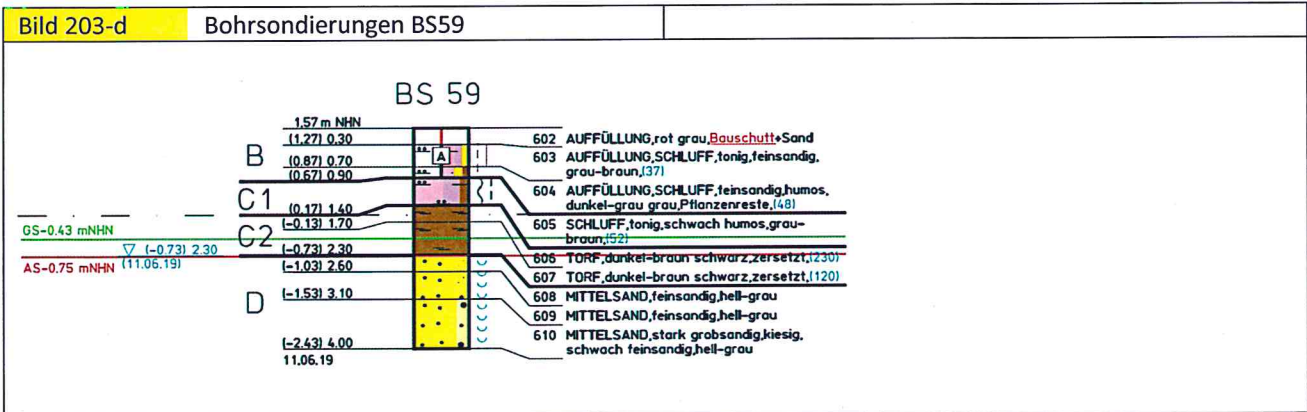 Bild 203-d Bohrsondierungen BS59
BS 59
1.57 m NHN
(1.27) 0.30
(0.87) 0.70
(0.67) 0.90
(0.17) 1.40
(-0.13) 1.70
(-0.73) 2.30
(-1.03) 2.60
(-1.53) 3.10
(-2.43) 4.00
11.06.19
B
C1
C2
D
A
GS-0.43 mNHN
(-0.73) 2.30
(11.06.19)
AS-0.75 mNHN
602 AUFFÜLLUNG,rot grau,Bauschutt+Sand
603 AUFFÜLLUNG,SCHLUFF,tonig,feinsandig,
grau-braun,(37)
604 AUFFÜLLUNG,SCHLUFF,feinsandig,humos,
dunkel-grau grau,Pflanzenreste,(48)
605 SCHLUFF,tonig,schwach humos,grau-
braun,(52)
606 TORF,dunkel-braun schwarz,zersetzt,(230)
607 TORF,dunkel-braun schwarz,zersetzt,(120)
608 MITTELSAND,feinsandig,hell-grau
609 MITTELSAND,feinsandig,hell-grau
610 MITTELSAND,stark grobsandig,kiesig,
schwach feinsandig,hell-grau